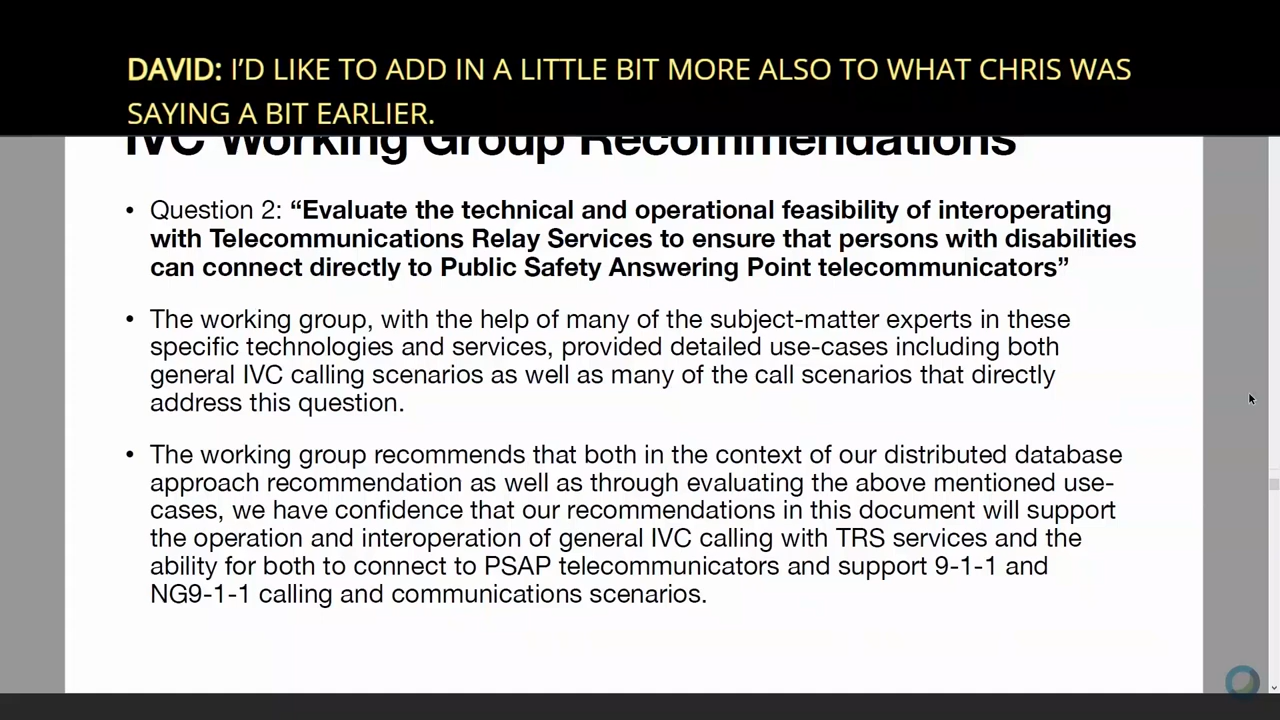 DAVID: I'D LIKE TO ADD IN A LITTLE BIT MORE ALSO TO WHAT CHRIS WAS
SAYING A BIT EARLIER.
IVC Working Group Recommendations
• Question 2: “Evaluate the technical and operational feasibility of interoperating
with Telecommunications Relay Services to ensure that persons with disabilities
can connect directly to Public Safety Answering Point telecommunicators”
• The working group, with the help of many of the subject-matter experts in these
specific technologies and services, provided detailed use-cases including both
general IVC calling scenarios as well as many of the call scenarios that directly
address this question.
• The working group recommends that both in the context of our distributed database
approach recommendation as well as through evaluating the above mentioned use-
cases, we have confidence that our recommendations in this document will support
the operation and interoperation of general IVC calling with TRS services and the
ability for both to connect to PSAP telecommunicators and support 9-1-1 and
NG9-1-1 calling and communications scenarios.